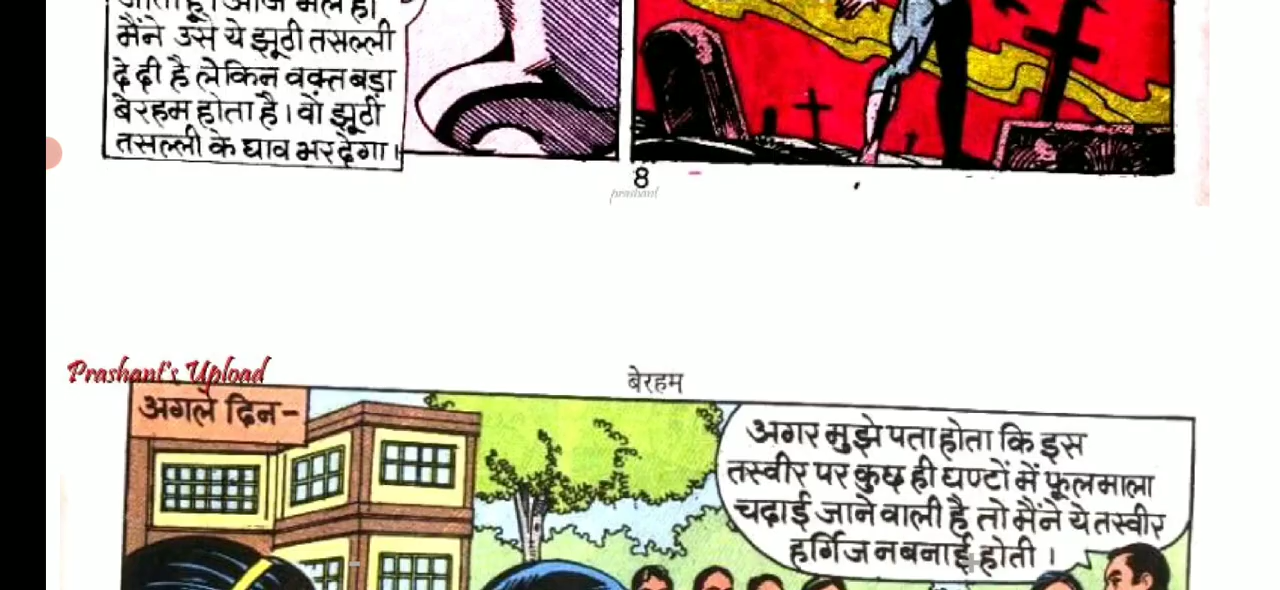 मैंने उसे ये झूठी तसल्ली
दे दी है लेकिन वक्त बड़ा
बेरहम होता है। वो झूठी
तसल्ली के घाव भर देगा।
8
prashant
Prashant's Upload
बेरहम
अगले दिन-
अगर मुझे पता होता कि इस
तस्वीर पर कुछ ही घण्टों में फूलमाला
चढ़ाई जाने वाली है तो मैंने ये तस्वीर
हर्गिज न बनाई होती।